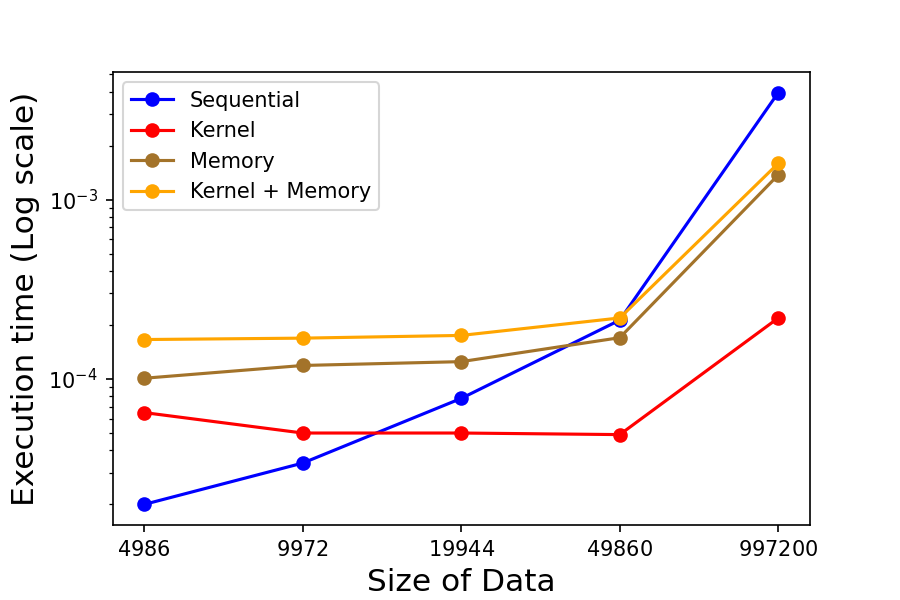 Sequential
Kernel
Memory
Kernel + Memory
Execution time (Log scale)
10⁻³
10⁻⁴
4986 9972 19944 49860 997200
Size of Data